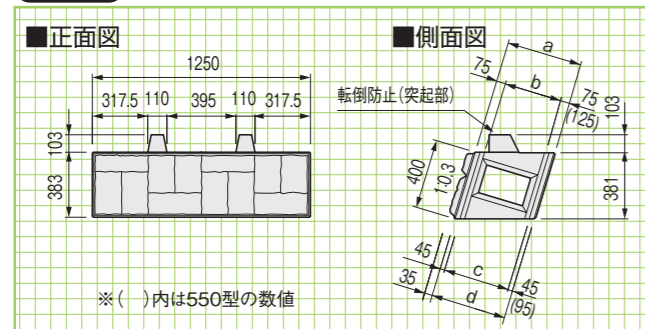 ■正面図
1250
317.5 110 395 110 317.5
103
383
※(　)内は550型の数値
■側面図
a
75 b 75
(125)
103
転倒防止(突起部)
400
1:0.3
381
45 c 45
(95)
35 d